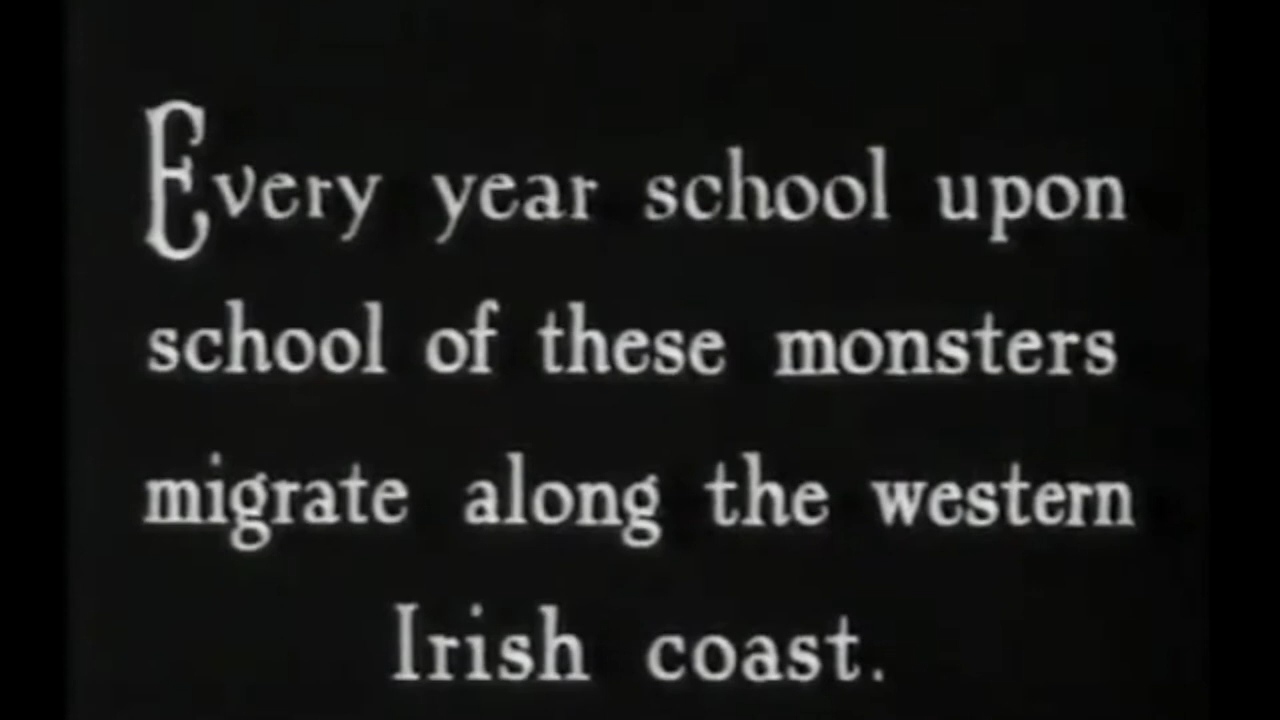 Every year school upon
school of these monsters
migrate along the western
Irish coast.